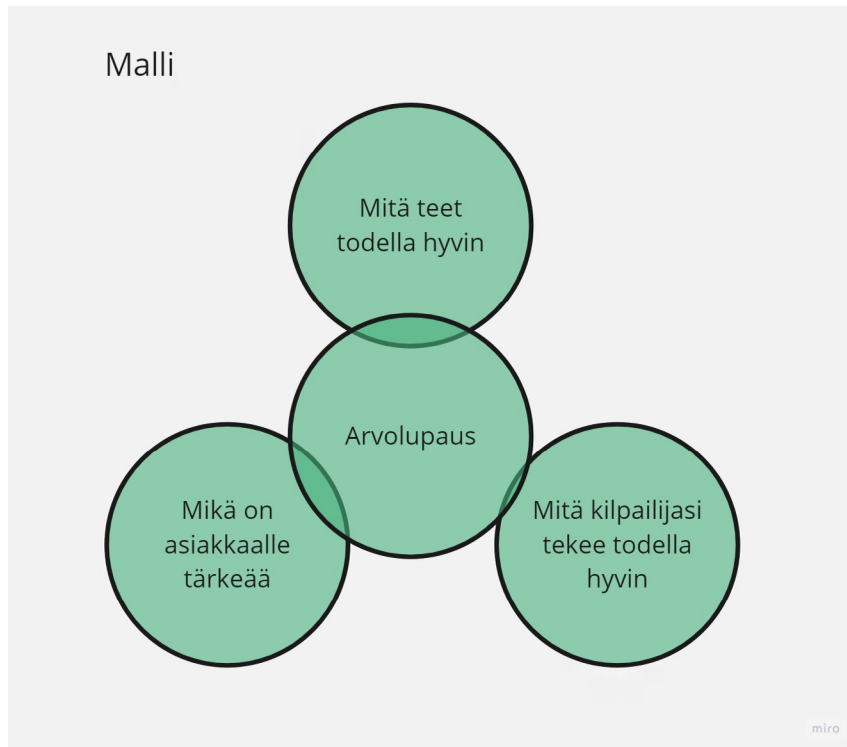 Malli
Mitä teet
todella hyvin
Arvolupaus
Mikä on
asiakkaalle
tärkeää
Mitä kilpailijasi
tekee todella
hyvin
miro